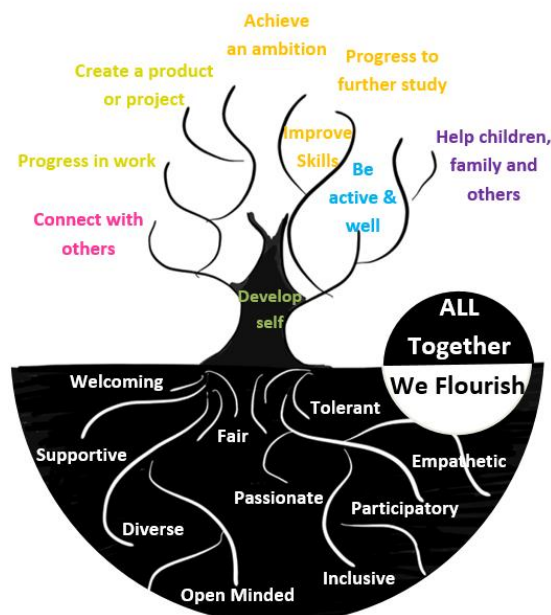 Achieve
an ambition
Progress to
further study
Create a product
or project
Improve
Skills
Help children,
family and
others
Progress in work
Be
active &
well
Connect with
others
Develop
self
ALL
Together
We Flourish
Welcoming
Tolerant
Fair
Supportive
Empathetic
Passionate
Participatory
Diverse
Inclusive
Open Minded